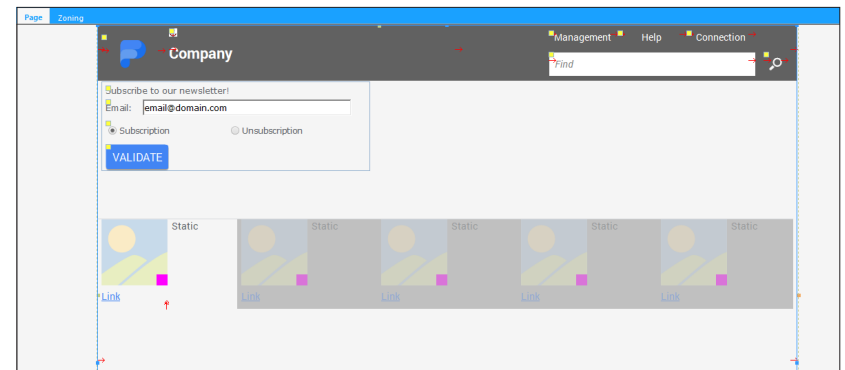 Page Zoning
Management Help Connection
Company
Find
Subscribe to our newsletter!
Email: email@domain.com
Subscription Unsubscription
VALIDATE
Static Static Static Static Static
Link Link Link Link Link